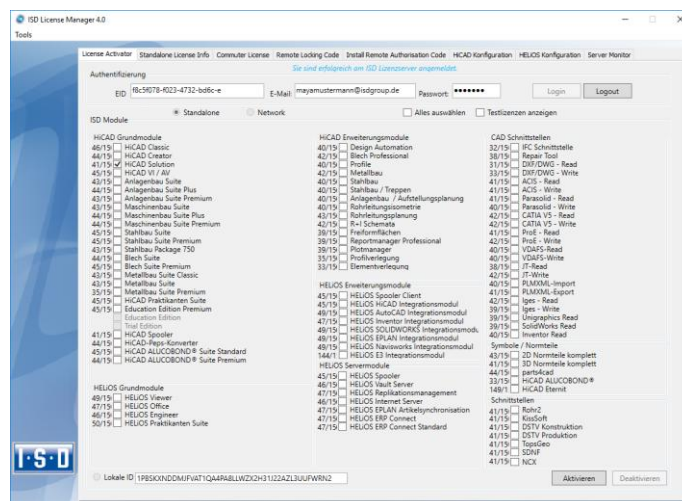 ISD License Manager 4.0
Tools
License Activator Standalone License Info Commuter License Remote Locking Code Install Remote Authorisation Code HiCAD Konfiguration HELiOS Konfiguration Server Monitor
Sie sind erfolgreich am ISD Lizenzserver angemeldet.
Authentifizierung
EID f8c5f078-f023-4732-bd6c-e E-Mail: mayamustermann@isdgroup.de Passwort: ●●●●●●● Login Logout
Standalone Network Alles auswählen Testlizenzen anzeigen
ISD Module
HiCAD Grundmodule
46/15 HiCAD Classic
44/15 HiCAD Creator
41/15 HiCAD Solution
45/15 HiCAD VI / AV
43/15 Anlagenbau Suite
44/15 Anlagenbau Suite Plus
43/15 Anlagenbau Suite Premium
43/15 Maschinenbau Suite
44/15 Maschinenbau Suite Plus
44/15 Maschinenbau Suite Premium
45/15 Stahlbau Suite
45/15 Stahlbau Suite Premium
43/15 Stahlbau Package 750
44/15 Blech Suite
45/15 Blech Suite Premium
43/15 Metallbau Suite Classic
43/15 Metallbau Suite
35/15 Metallbau Suite Premium
45/15 HiCAD Praktikanten Suite
45/15 Education Edition Premium
Education Edition
Trial Edition
41/15 HiCAD Spooler
44/15 HiCAD-Peps-Konverter
45/15 HiCAD ALUCOBOND® Suite Standard
44/15 HiCAD ALUCOBOND® Suite Premium
HELiOS Grundmodule
49/15 HELiOS Viewer
47/15 HELiOS Office
46/15 HELiOS Engineer
50/15 HELiOS Praktikanten Suite
HiCAD Erweiterungsmodule
40/15 Design Automation
42/15 Blech Professional
40/15 Profile
42/15 Metallbau
40/15 Stahlbau
40/15 Stahlbau / Treppen
40/15 Anlagenbau / Aufstellungsplanung
40/15 Rohrleitungsisometrie
43/15 Rohrleitungsplanung
42/15 R+I Schemata
39/15 Freiformflächen
39/15 Reportmanager Professional
39/15 Plotmanager
35/15 Profilverlegung
33/15 Elementverlegung
HELiOS Erweiterungsmodule
45/15 HELiOS Spooler Client
45/15 HELiOS HiCAD Integrationsmodul
49/15 HELiOS AutoCAD Integrationsmodul
47/15 HELiOS Inventor Integrationsmodul
49/15 HELiOS SOLIDWORKS Integrationsmodu
49/15 HELiOS EPLAN Integrationsmodul
49/15 HELiOS Navisworks Integrationsmodul
144/1 HELiOS E3 Integrationsmodul
HELiOS Servermodule
45/15 HELiOS Spooler
46/15 HELiOS Vault Server
47/15 HELiOS Replikationsmanagement
46/15 HELiOS Internet Server
47/15 HELiOS EPLAN Artikelsynchronisation
47/15 HELiOS ERP Connect
47/15 HELiOS ERP Connect Standard
CAD Schnittstellen
32/15 IFC Schnittstelle
38/15 Repair Tool
31/15 DXF/DWG - Read
33/15 DXF/DWG - Write
41/15 ACIS - Read
41/15 ACIS - Write
41/15 Parasolid - Read
40/15 Parasolid - Write
42/15 CATIA V5 - Read
42/15 CATIA V5 - Write
41/15 ProE - Read
42/15 ProE - Write
40/15 VDAFS-Read
40/15 VDAFS-Write
38/15 JT-Read
42/15 JT-Write
40/15 PLMXML-Import
41/15 PLMXML-Export
42/15 Iges - Read
39/15 Iges - Write
39/15 Unigraphics Read
39/15 SolidWorks Read
40/15 Inventor Read
Symbole / Normteile
43/15 2D Normteile komplett
41/15 3D Normteile komplett
44/15 parts4cad
33/15 HiCAD ALUCOBOND®
149/1 HiCAD Eternit
Schnittstellen
41/15 Rohr2
41/15 KissSoft
41/15 DSTV Konstruktion
41/15 DSTV Produktion
41/15 TopsGeo
41/15 SDNF
41/15 NCX
I·S·D
Lokale ID 1PBSKXNDDMJFVAT1QA4PA8LLWZX2H31J22AZL3UUFWRN2 Aktivieren Deaktivieren